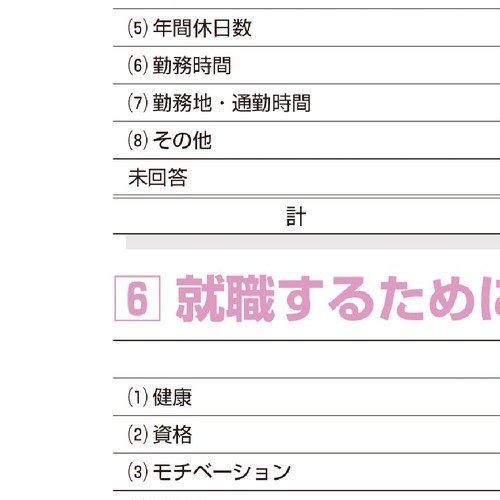 (5) 年間休日数
(6) 勤務時間
(7) 勤務地・通勤時間
(8) その他
未回答
計
6 就職するために
(1) 健康
(2) 資格
(3) モチベーション